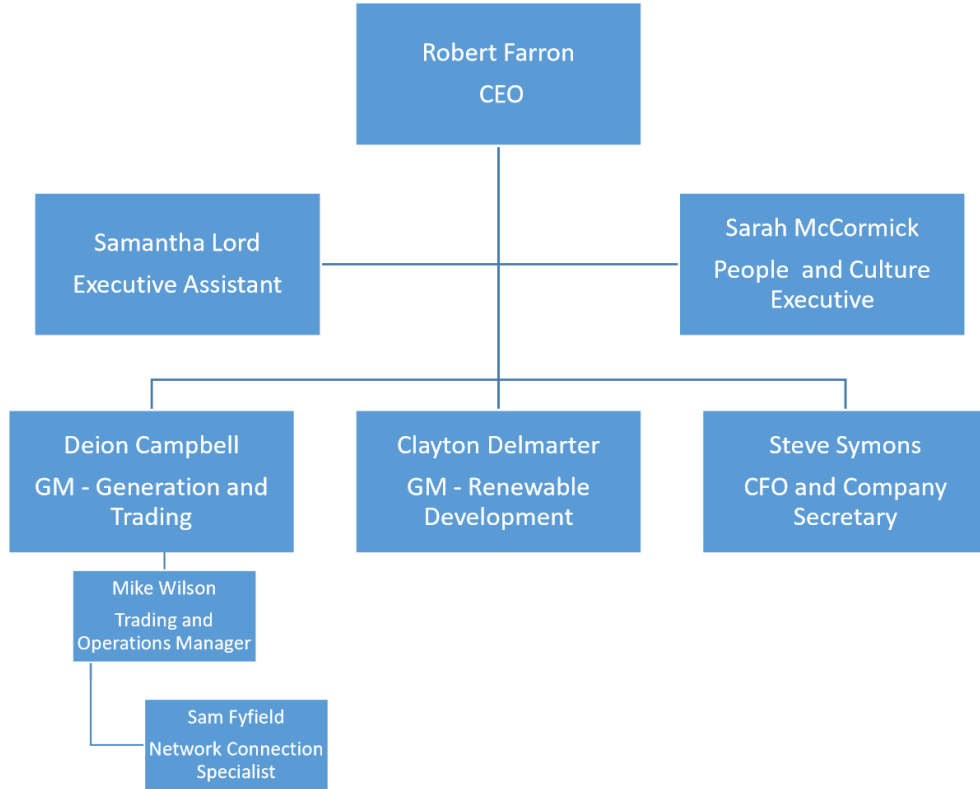 Robert Farron
CEO
Samantha Lord
Executive Assistant
Sarah McCormick
People and Culture
Executive
Deion Campbell
GM - Generation and
Trading
Clayton Delmarter
GM - Renewable
Development
Steve Symons
CFO and Company
Secretary
Mike Wilson
Trading and
Operations Manager
Sam Fyfield
Network Connection
Specialist